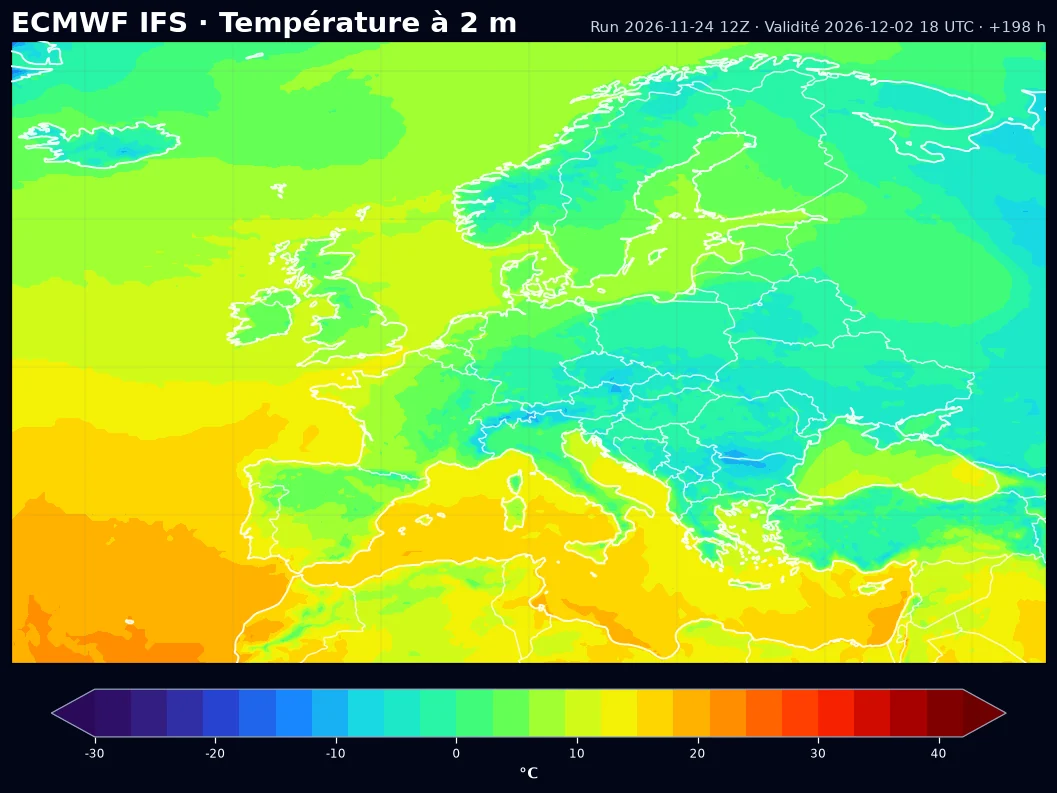 ECMWF IFS · Température à 2 m
Run 2026-11-24 12Z · Validité 2026-12-02 18 UTC · +198 h
-30 -20 -10 0 10 20 30 40
°C